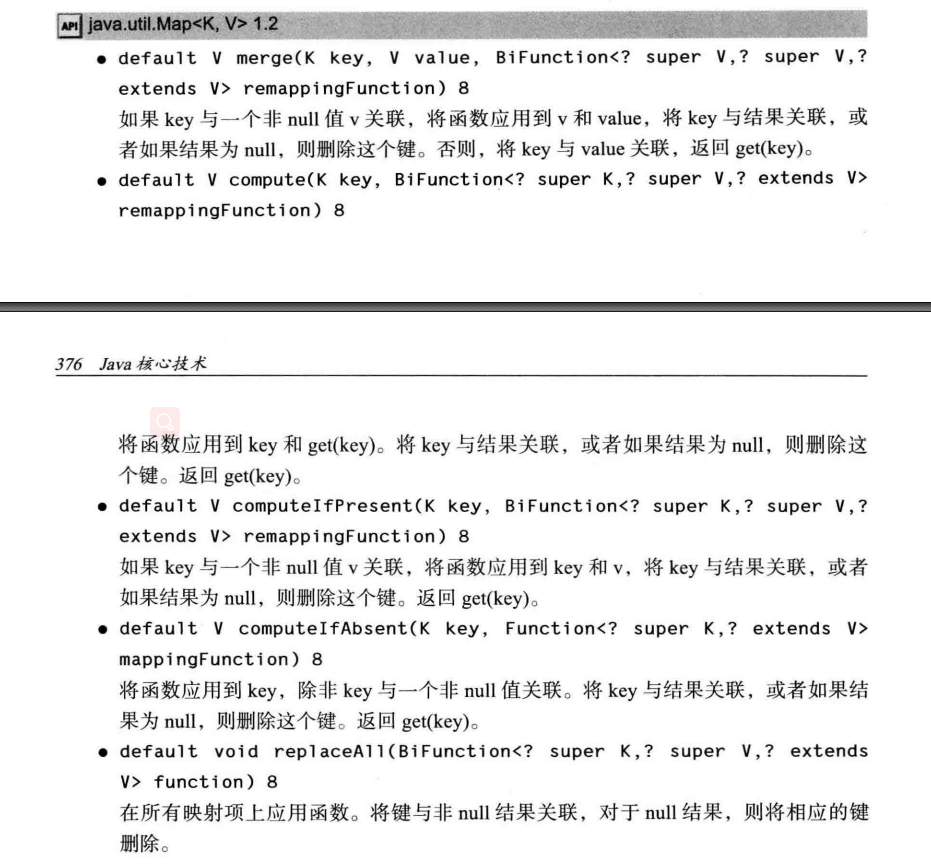 API java.util.Map<K, V> 1.2
● default V merge(K key, V value, BiFunction<? super V,? super V,?
extends V> remappingFunction) 8
如果 key 与一个非 null 值 v 关联，将函数应用到 v 和 value，将 key 与结果关联，或
者如果结果为 null，则删除这个键。否则，将 key 与 value 关联，返回 get(key)。
● default V compute(K key, BiFunction<? super K,? super V,? extends V>
remappingFunction) 8
376 Java 核心技术
将函数应用到 key 和 get(key)。将 key 与结果关联，或者如果结果为 null，则删除这
个键。返回 get(key)。
● default V computeIfPresent(K key, BiFunction<? super K,? super V,?
extends V> remappingFunction) 8
如果 key 与一个非 null 值 v 关联，将函数应用到 key 和 v，将 key 与结果关联，或者
如果结果为 null，则删除这个键。返回 get(key)。
● default V computeIfAbsent(K key, Function<? super K,? extends V>
mappingFunction) 8
将函数应用到 key，除非 key 与一个非 null 值关联。将 key 与结果关联，或者如果结
果为 null，则删除这个键。返回 get(key)。
● default void replaceAll(BiFunction<? super K,? super V,? extends
V> function) 8
在所有映射项上应用函数。将键与非 null 结果关联，对于 null 结果，则将相应的键
删除。